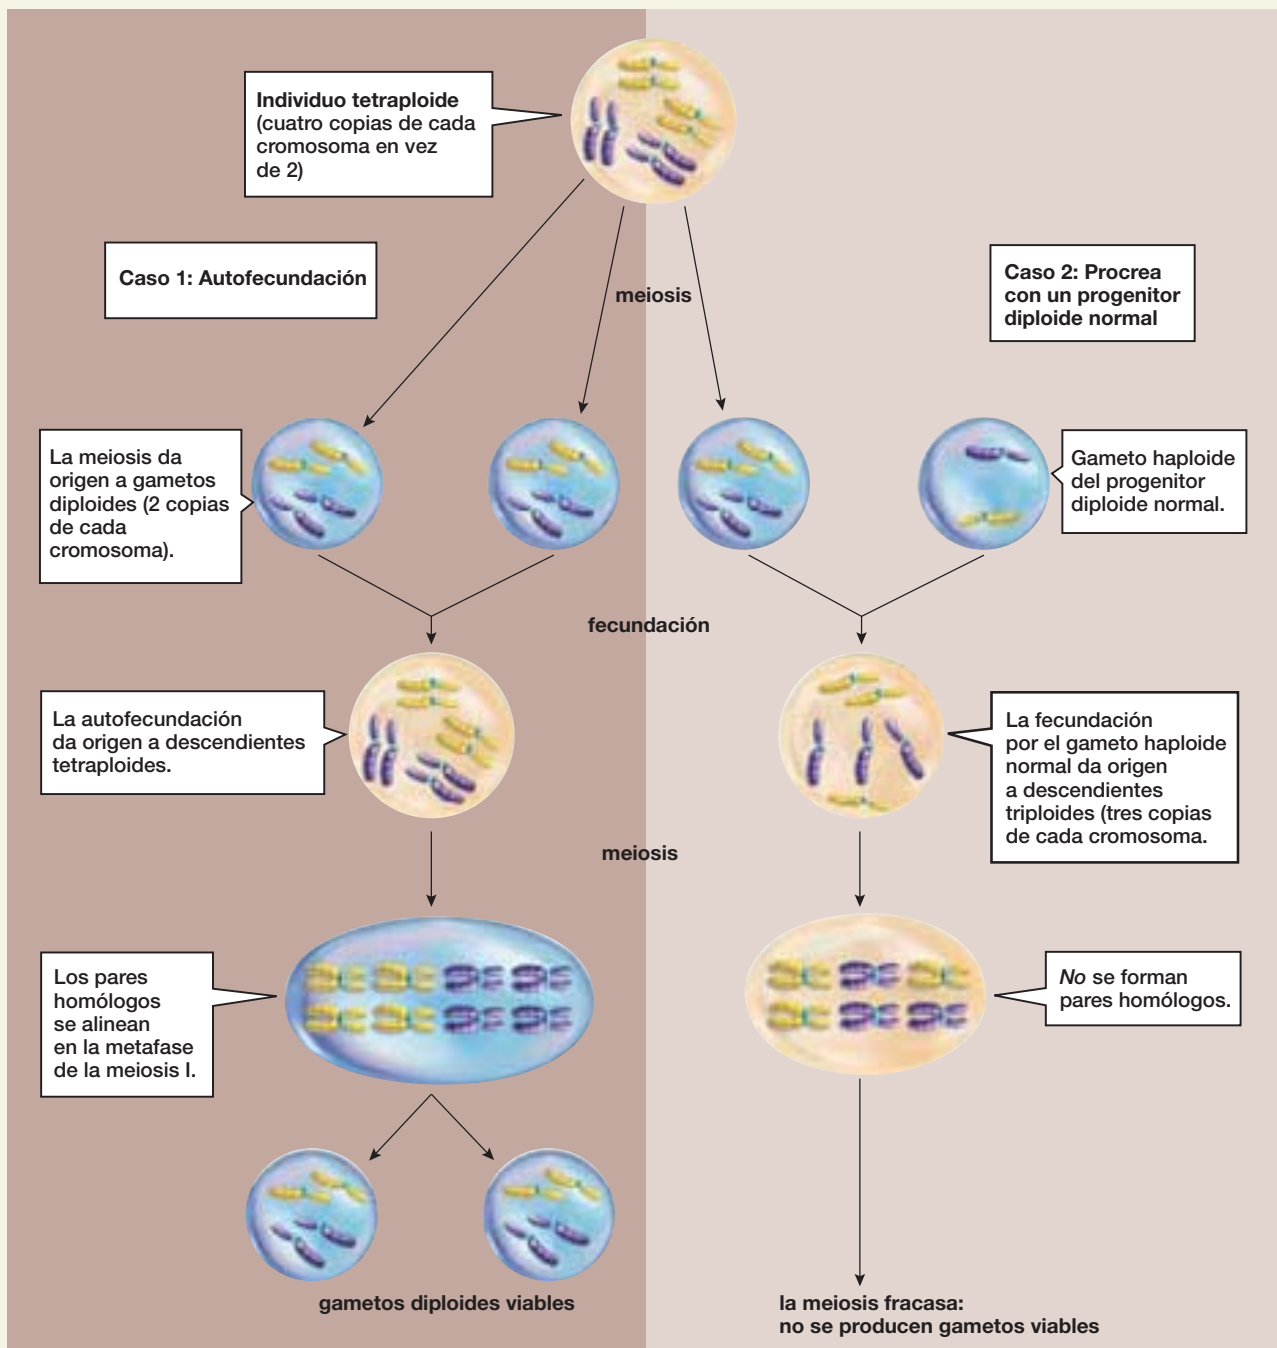 Individuo tetraploide
(cuatro copias de cada
cromosoma en vez
de 2)
Caso 1: Autofecundación
meiosis
Caso 2: Procrea
con un progenitor
diploide normal
La meiosis da
origen a gametos
diploides (2 copias
de cada
cromosoma).
Gameto haploide
del progenitor
diploide normal.
fecundación
La autofecundación
da origen a descendientes
tetraploides.
La fecundación
por el gameto haploide
normal da origen
a descendientes
triploides (tres copias
de cada cromosoma.
meiosis
Los pares
homólogos
se alinean
en la metafase
de la meiosis I.
No se forman
pares homólogos.
gametos diploides viables
la meiosis fracasa:
no se producen gametos viables